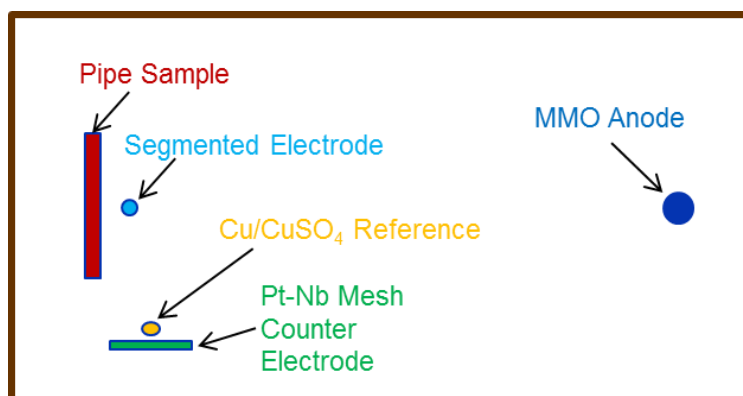 Pipe Sample
MMO Anode
Segmented Electrode
Cu/CuSO₄ Reference
Pt-Nb Mesh
Counter
Electrode